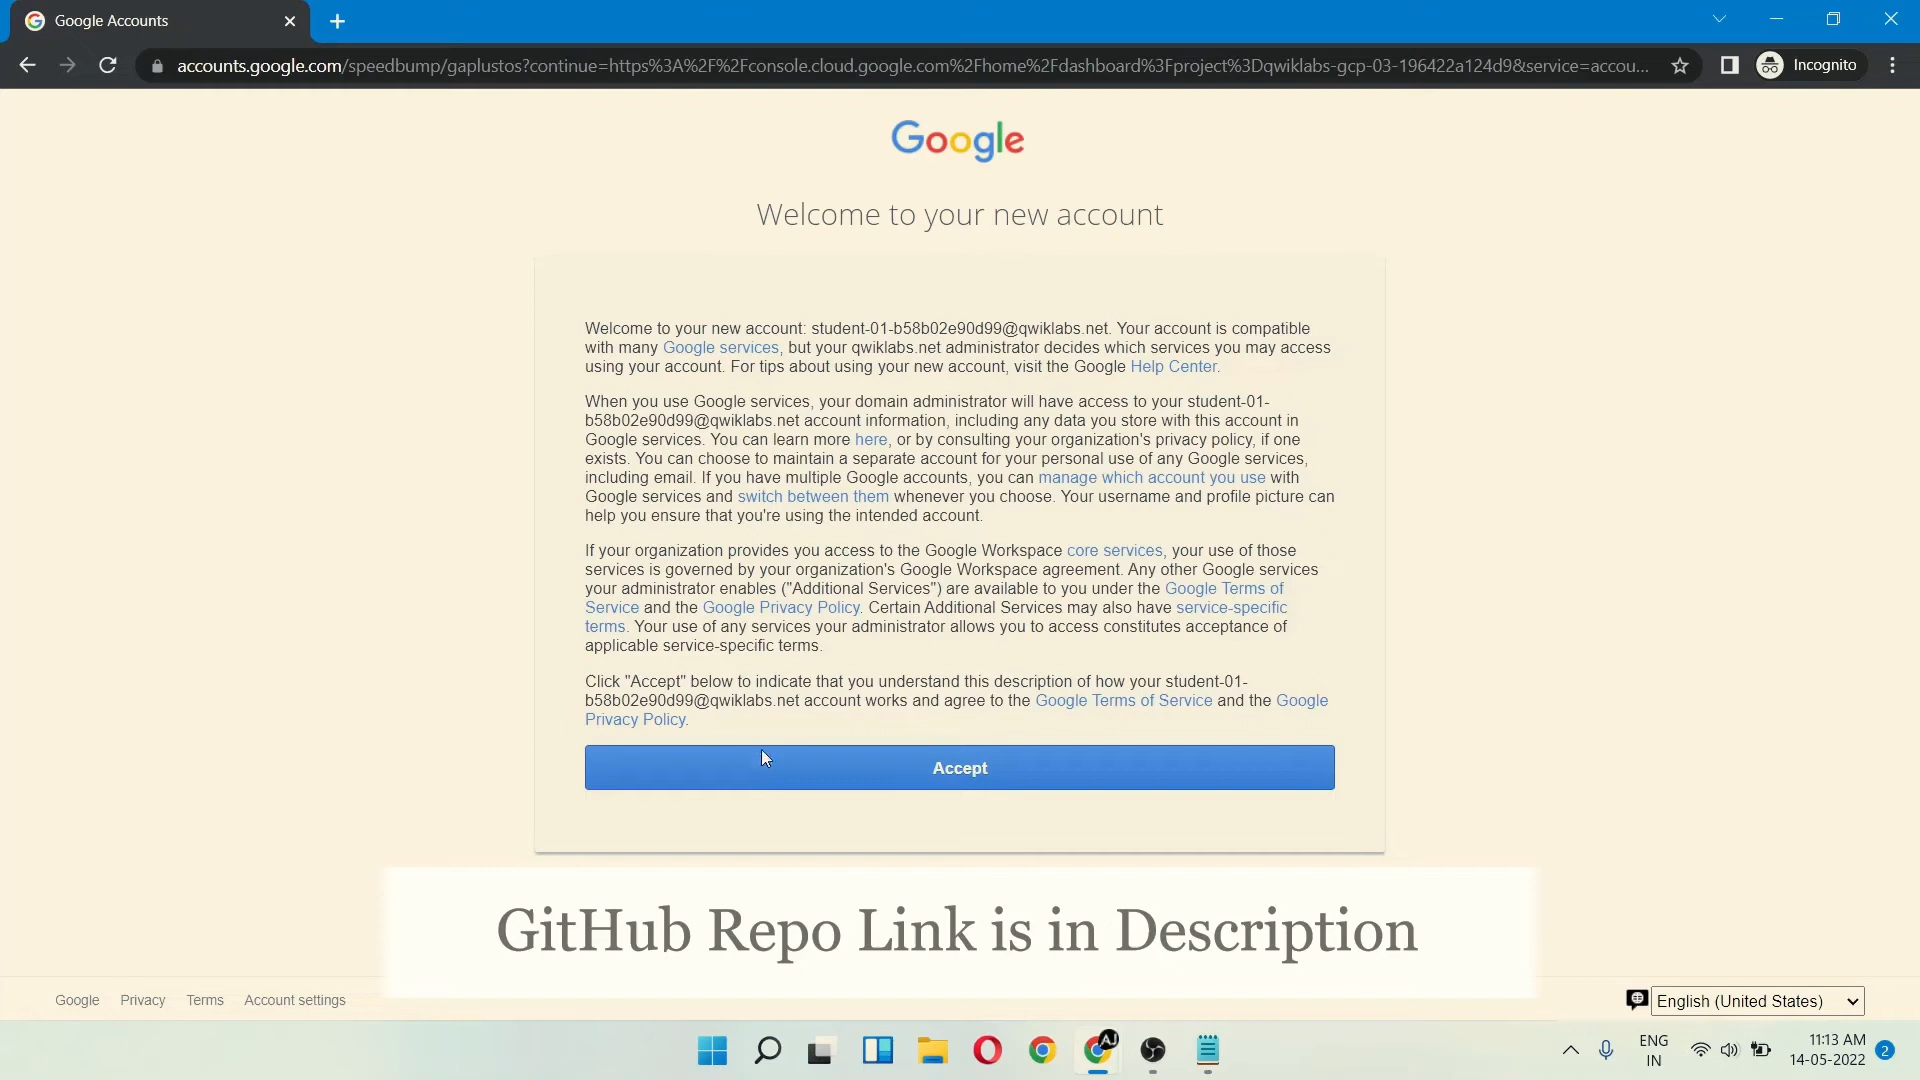 Google Accounts
accounts.google.com/speedbump/gaplustos?continue=https%3A%2F%2Fconsole.cloud.google.com%2Fhome%2Fdashboard%3Fproject%3Dqwiklabs-gcp-03-196422a124d9&service=accou...
Incognito
Google
Welcome to your new account
Welcome to your new account: student-01-b58b02e90d99@qwiklabs.net. Your account is compatible
with many Google services, but your qwiklabs.net administrator decides which services you may access
using your account. For tips about using your new account, visit the Google Help Center.
When you use Google services, your domain administrator will have access to your student-01-
b58b02e90d99@qwiklabs.net account information, including any data you store with this account in
Google services. You can learn more here, or by consulting your organization's privacy policy, if one
exists. You can choose to maintain a separate account for your personal use of any Google services,
including email. If you have multiple Google accounts, you can manage which account you use with
Google services and switch between them whenever you choose. Your username and profile picture can
help you ensure that you're using the intended account.
If your organization provides you access to the Google Workspace core services, your use of those
services is governed by your organization's Google Workspace agreement. Any other Google services
your administrator enables ("Additional Services") are available to you under the Google Terms of
Service and the Google Privacy Policy. Certain Additional Services may also have service-specific
terms. Your use of any services your administrator allows you to access constitutes acceptance of
applicable service-specific terms.
Click "Accept" below to indicate that you understand this description of how your student-01-
b58b02e90d99@qwiklabs.net account works and agree to the Google Terms of Service and the Google
Privacy Policy.
Accept
GitHub Repo Link is in Description
Google Privacy Terms Account settings
English (United States)
AJ
ENG
IN
11:13 AM
14-05-2022
2